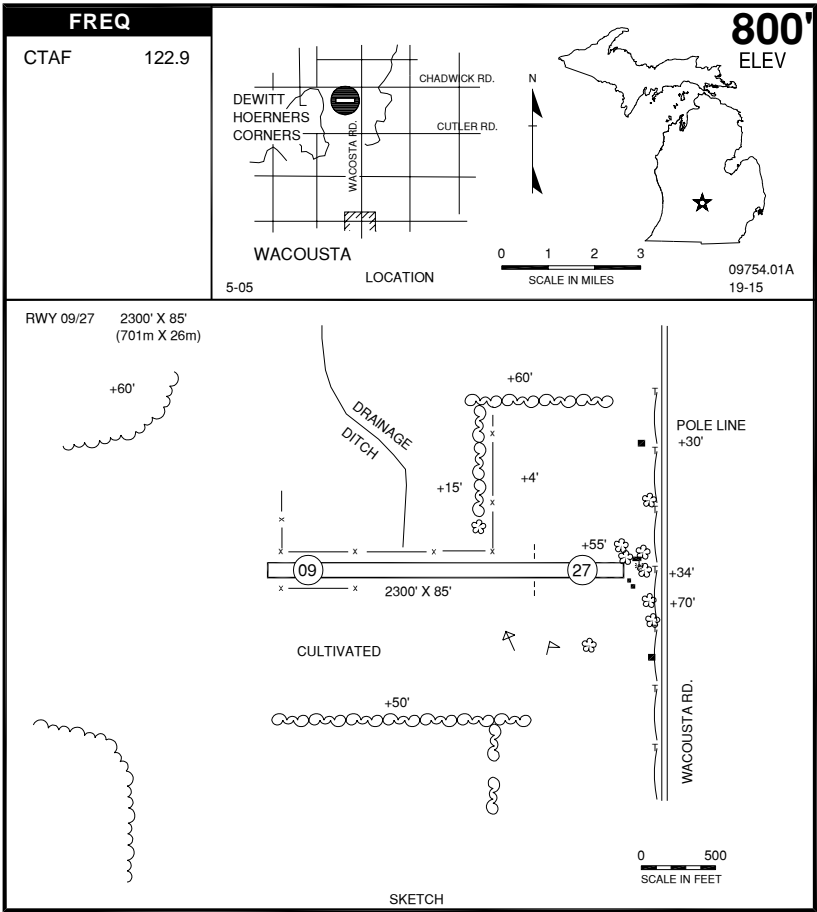 FREQ
CTAF 122.9
800'
ELEV
CHADWICK RD.
DEWITT
HOERNERS
CORNERS
CUTLER RD.
WACOSTA RD.
N
WACOUSTA
LOCATION
5-05
0 1 2 3
SCALE IN MILES
09754.01A
19-15
RWY 09/27 2300' X 85'
(701m X 26m)
+60'
+60'
DRAINAGE
DITCH
POLE LINE
+30'
+15'
+4'
+55'
09
27
+34'
2300' X 85'
+70'
CULTIVATED
+50'
WACOUSTA RD.
0 500
SCALE IN FEET
SKETCH